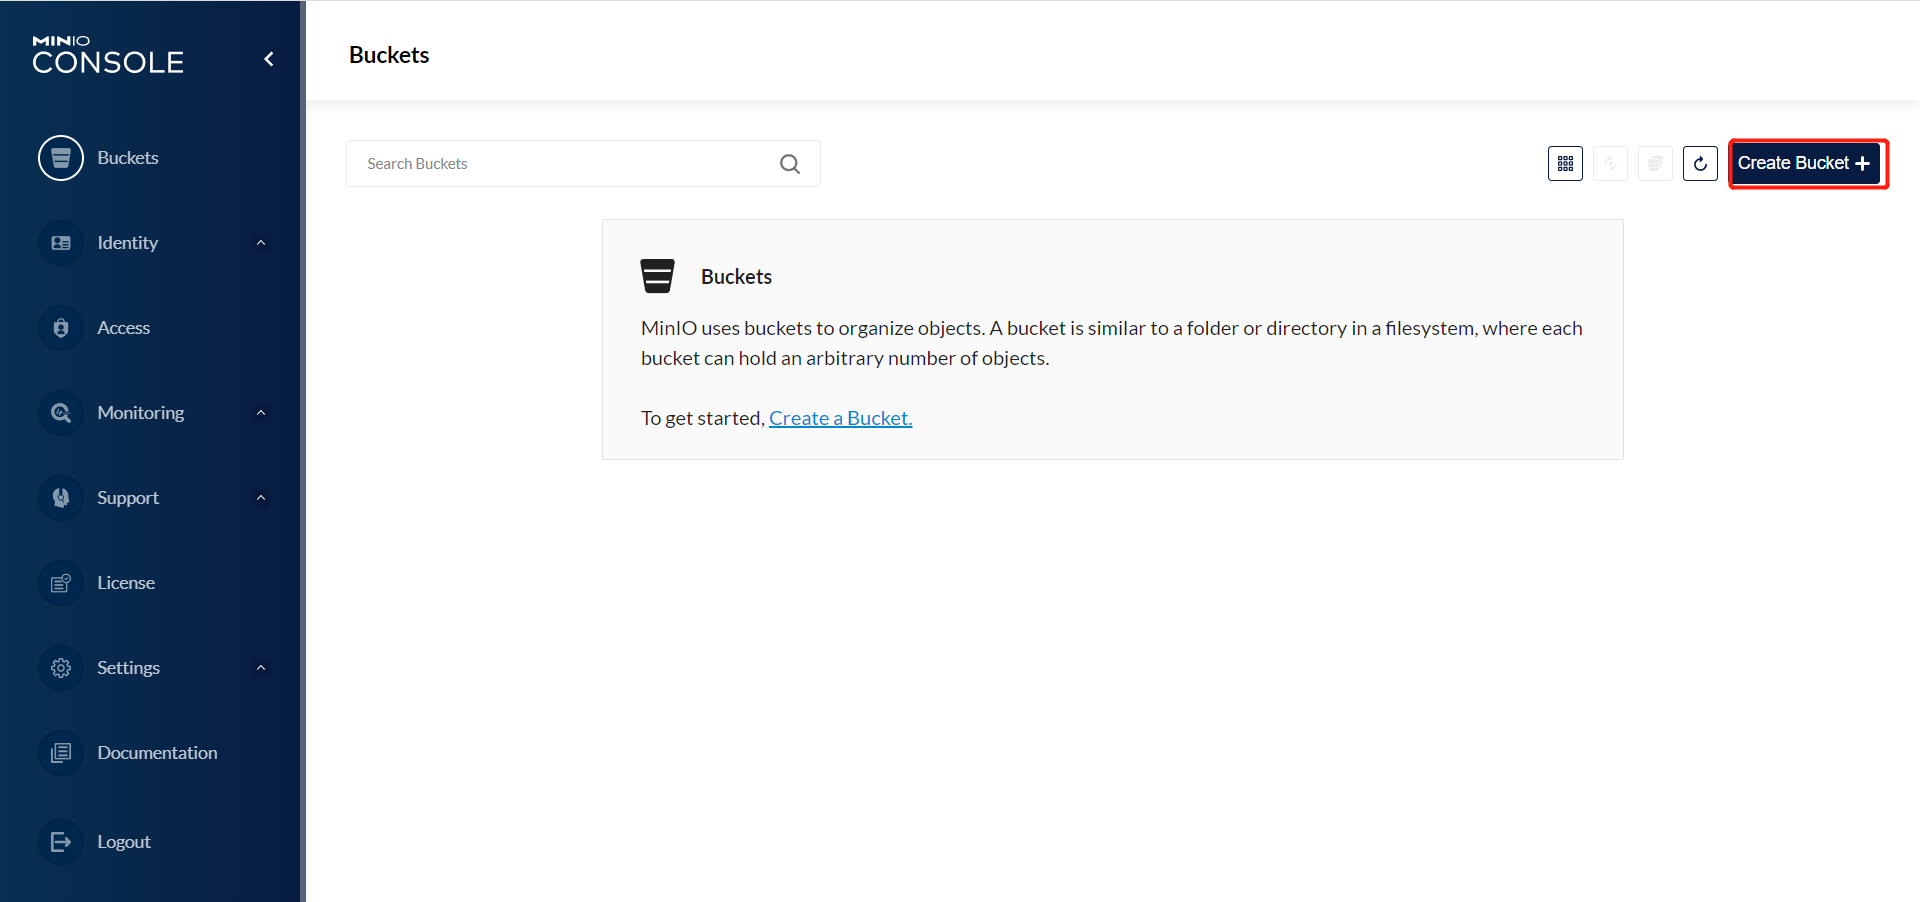 MINIO
CONSOLE
Buckets
Identity
Access
Monitoring
Support
License
Settings
Documentation
Logout
Buckets
Search Buckets
Create Bucket +
Buckets
MinIO uses buckets to organize objects. A bucket is similar to a folder or directory in a filesystem, where each
bucket can hold an arbitrary number of objects.
To get started, Create a Bucket.